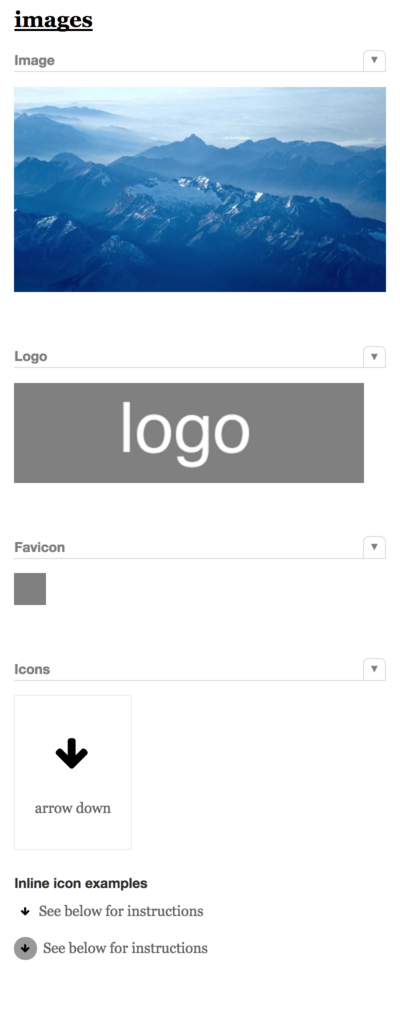 images
Image
▼
Logo
▼
logo
Favicon
▼
Icons
▼
arrow down
Inline icon examples
See below for instructions
See below for instructions